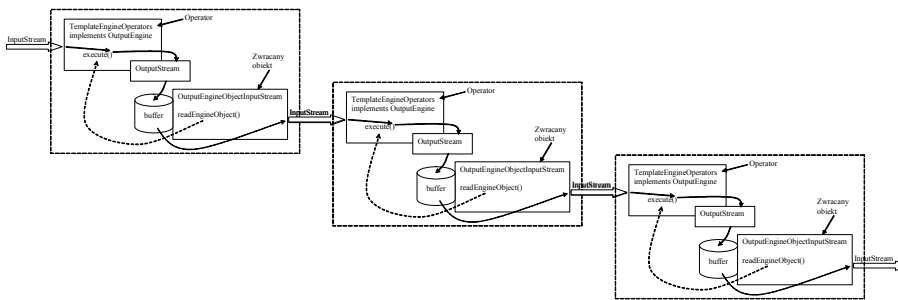 InputStream
TemplateEngineOperators
implements OutputEngine
Operator
execute()
OutputStream
Zwracany
obiekt
buffer
OutputEngineObjectInputStream
readEngineObject()
InputStream
TemplateEngineOperators
implements OutputEngine
Operator
execute()
OutputStream
Zwracany
obiekt
buffer
OutputEngineObjectInputStream
readEngineObject()
InputStream
TemplateEngineOperators
implements OutputEngine
Operator
execute()
OutputStream
Zwracany
obiekt
buffer
OutputEngineObjectInputStream
readEngineObject()
InputStream